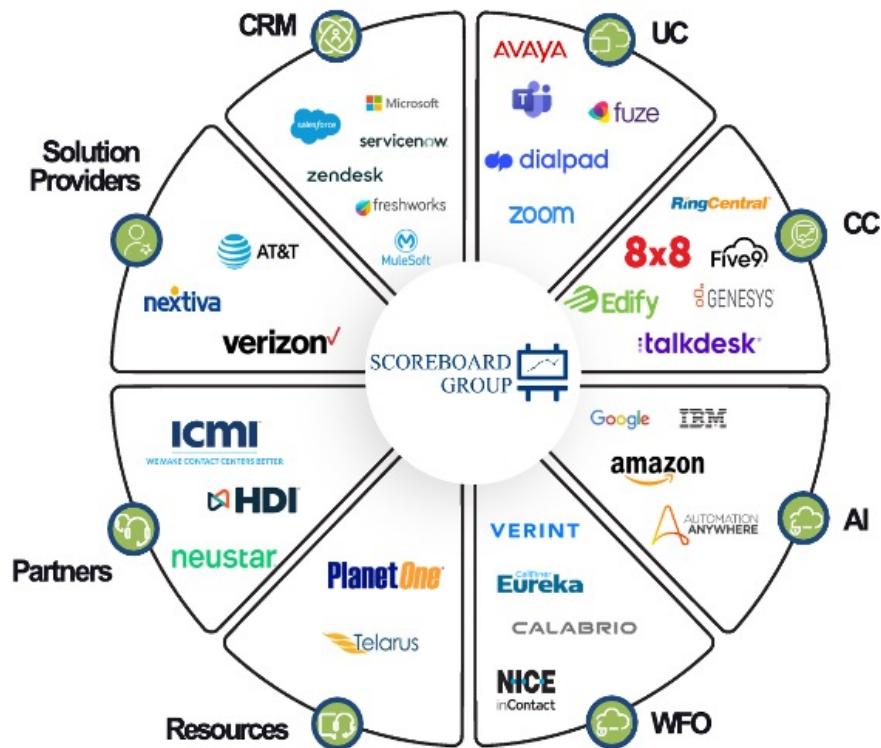 CRM
Microsoft
salesforce
servicenow
zendesk
freshworks
MuleSoft
UC
AVAYA
T
fuze
dialpad
zoom
CC
RingCentral
8x8
Five9
Edify
GENESYS
talkdesk
AI
Google
IBM
amazon
AUTOMATION
ANYWHERE
WFO
VERINT
CallMiner
Eureka
CALABRIO
NICE
inContact
Resources
PlanetOne
Telarus
Partners
ICMI
WE MAKE CONTACT CENTERS BETTER
HDI
neustar
Solution
Providers
AT&T
nextiva
verizon
SCOREBOARD
GROUP